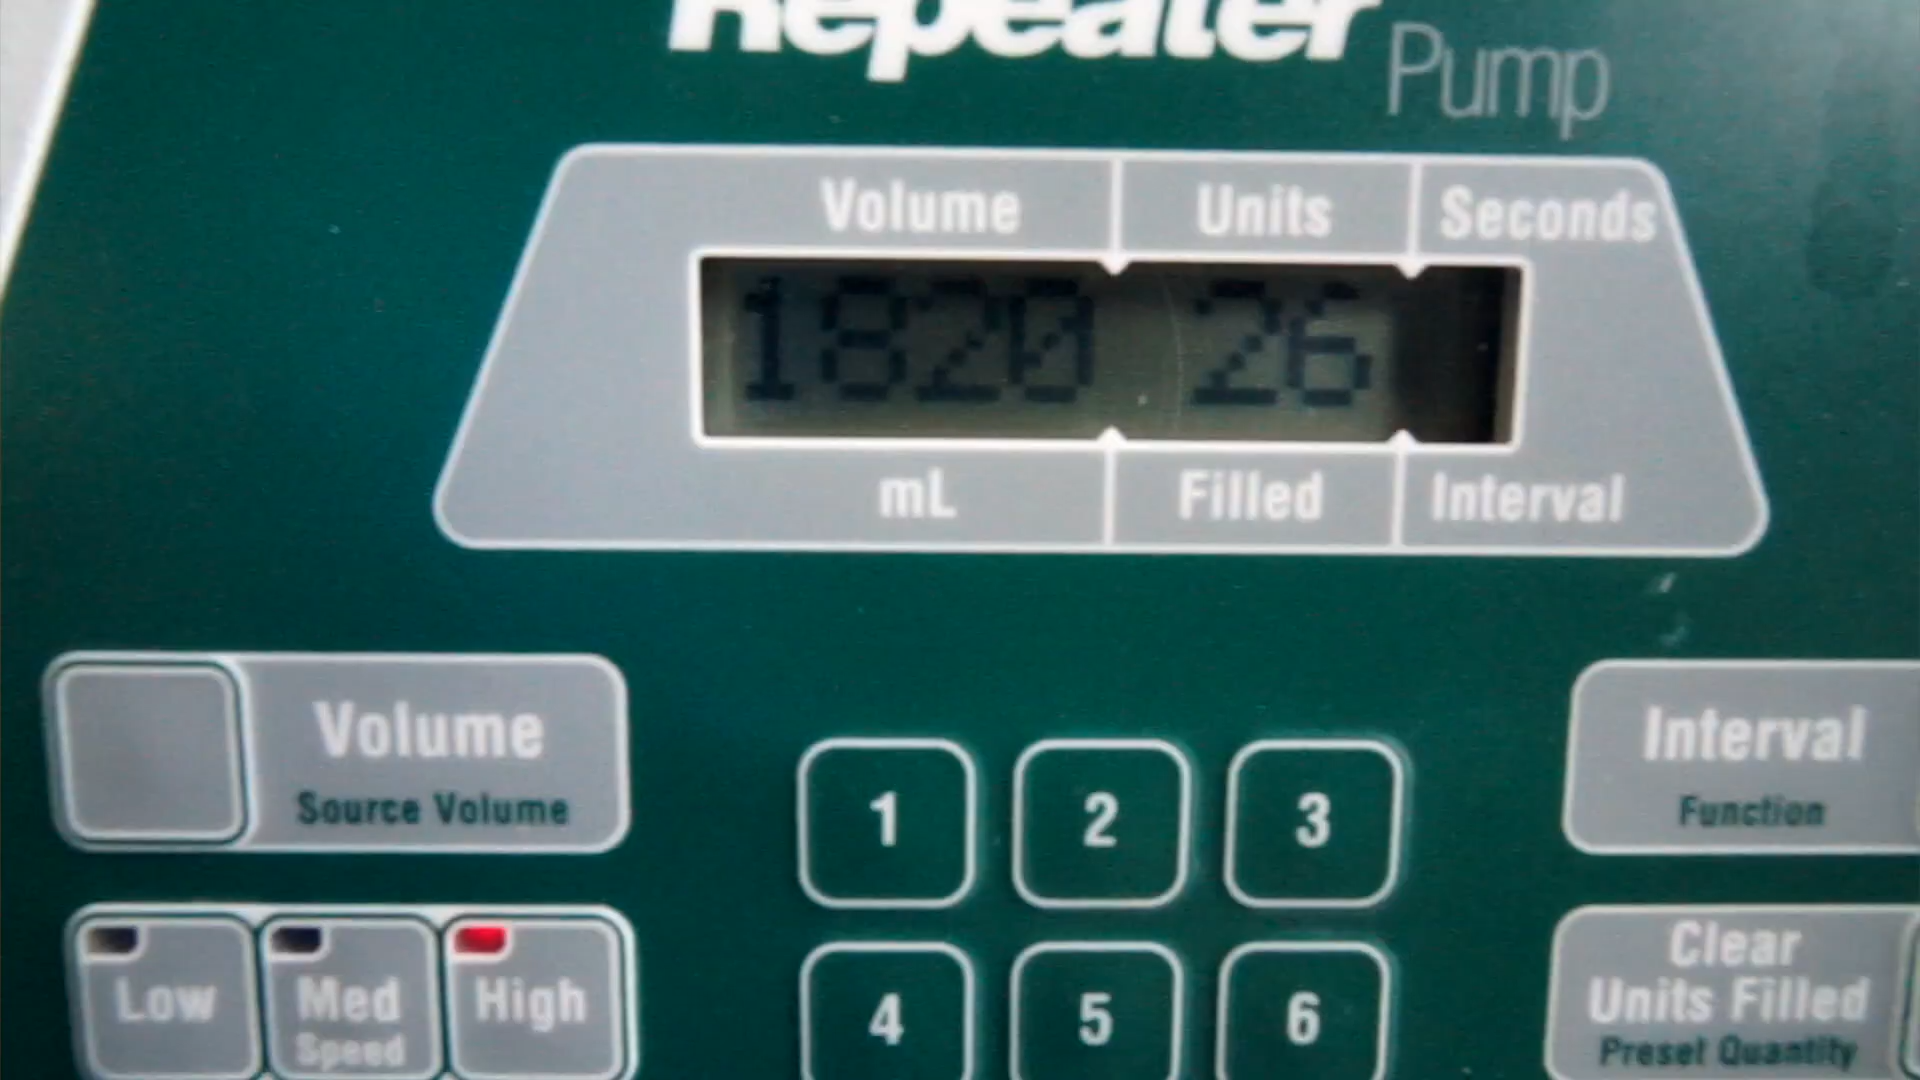 Repeater Pump
Volume Units Seconds
1820 26
mL Filled Interval
Volume
Source Volume
Interval
Function
1 2 3
Low Med High
Speed
4 5 6
Clear
Units Filled
Preset Quantity